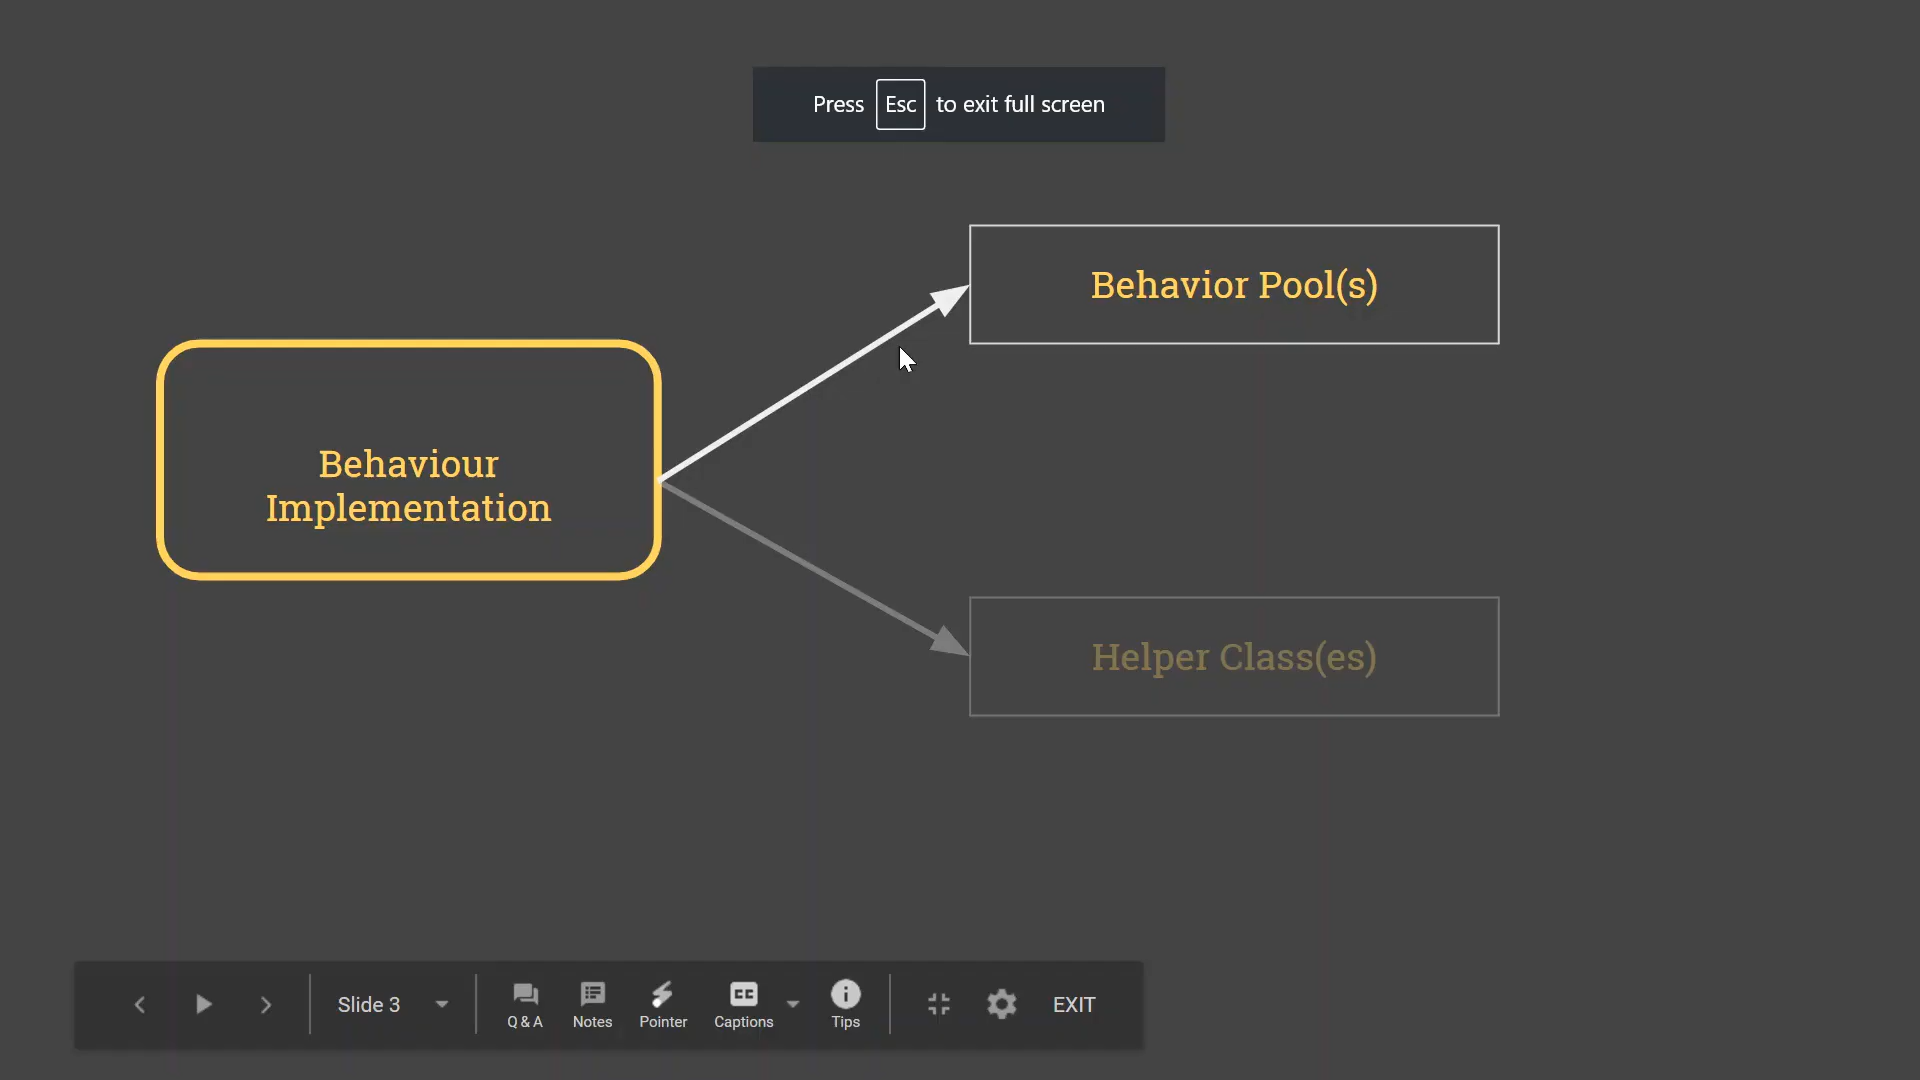 Press Esc to exit full screen
Behavior Pool(s)
Behaviour
Implementation
Helper Class(es)
Slide 3
Q & A
Notes
Pointer
CC
Captions
Tips
EXIT